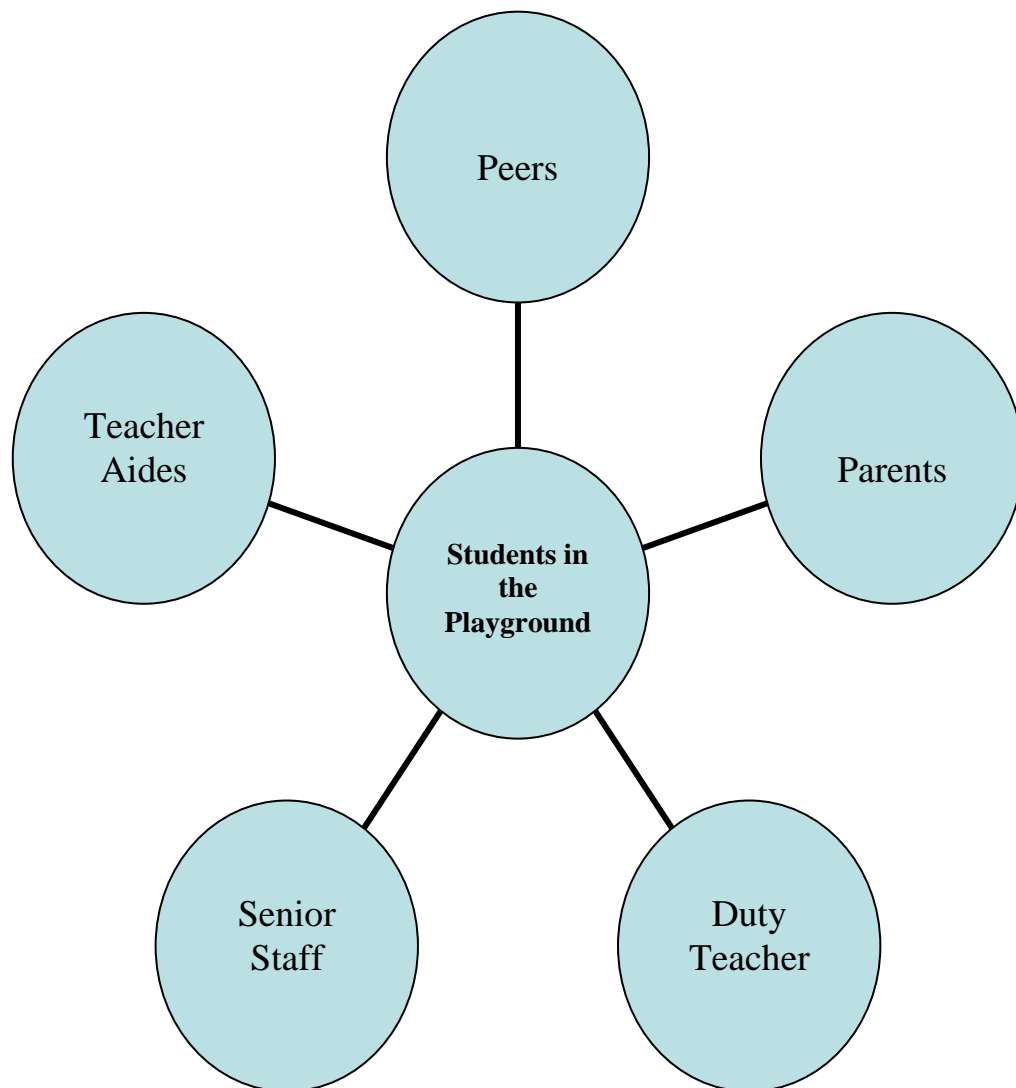 Peers
Teacher
Aides
Parents
Students in
the
Playground
Senior
Staff
Duty
Teacher